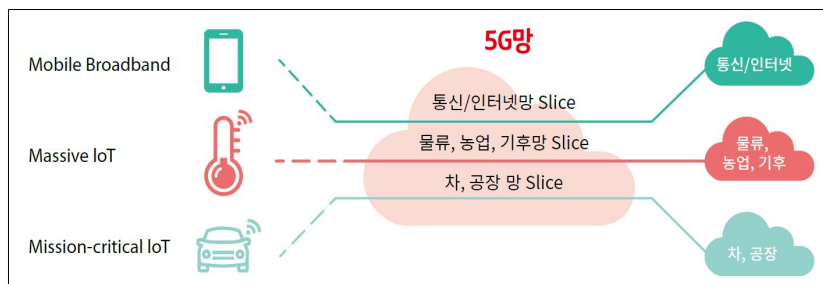 5G망
Mobile Broadband
통신/인터넷망 Slice
통신/인터넷
Massive IoT
물류, 농업, 기후망 Slice
물류,
농업, 기후
Mission-critical IoT
차, 공장 망 Slice
차, 공장